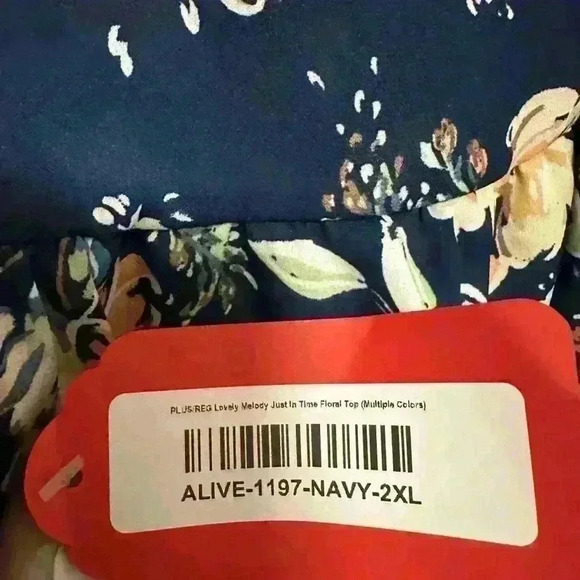 PLUS/REG Lovely Melody Just In Time Floral Top (Multiple Colors)
ALIVE-1197-NAVY-2XL